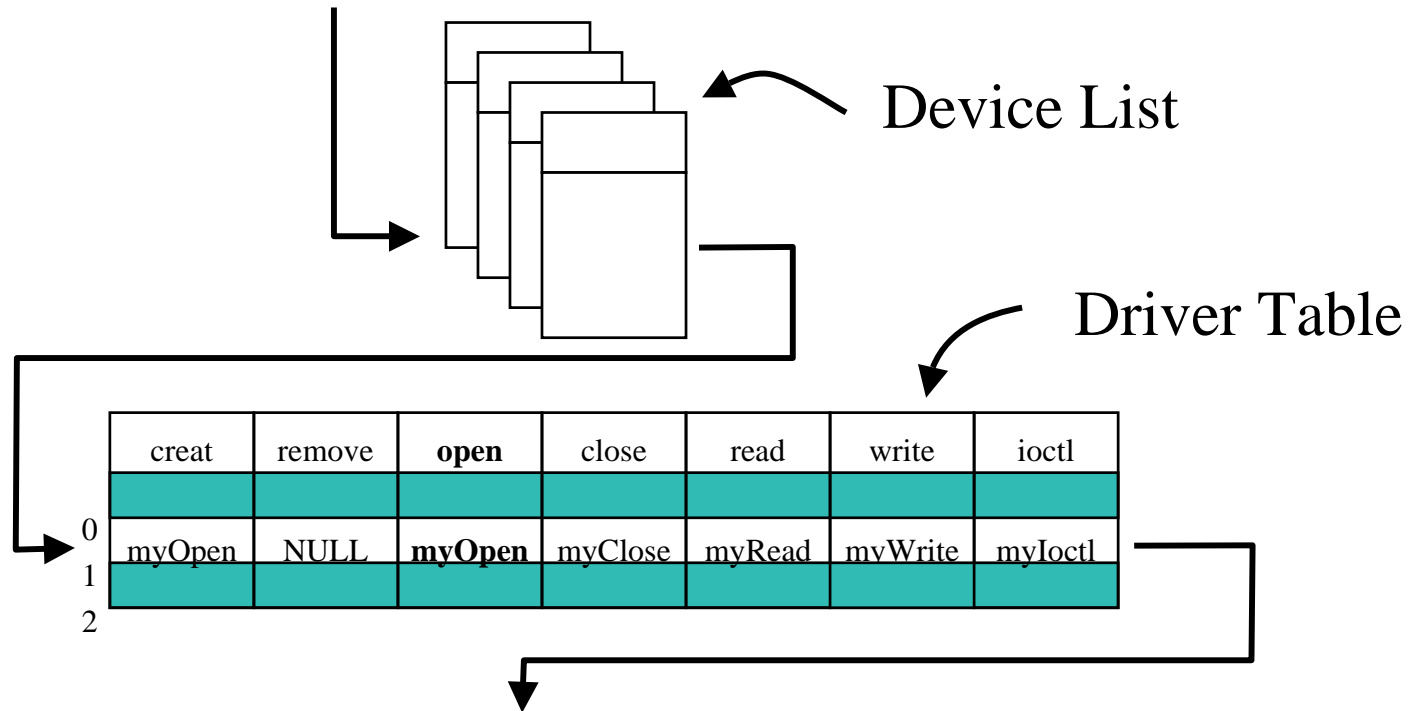 Device List
Driver Table
creat remove open close read write ioctl
0
myOpen NULL myOpen myClose myRead myWrite myIoctl
1
2